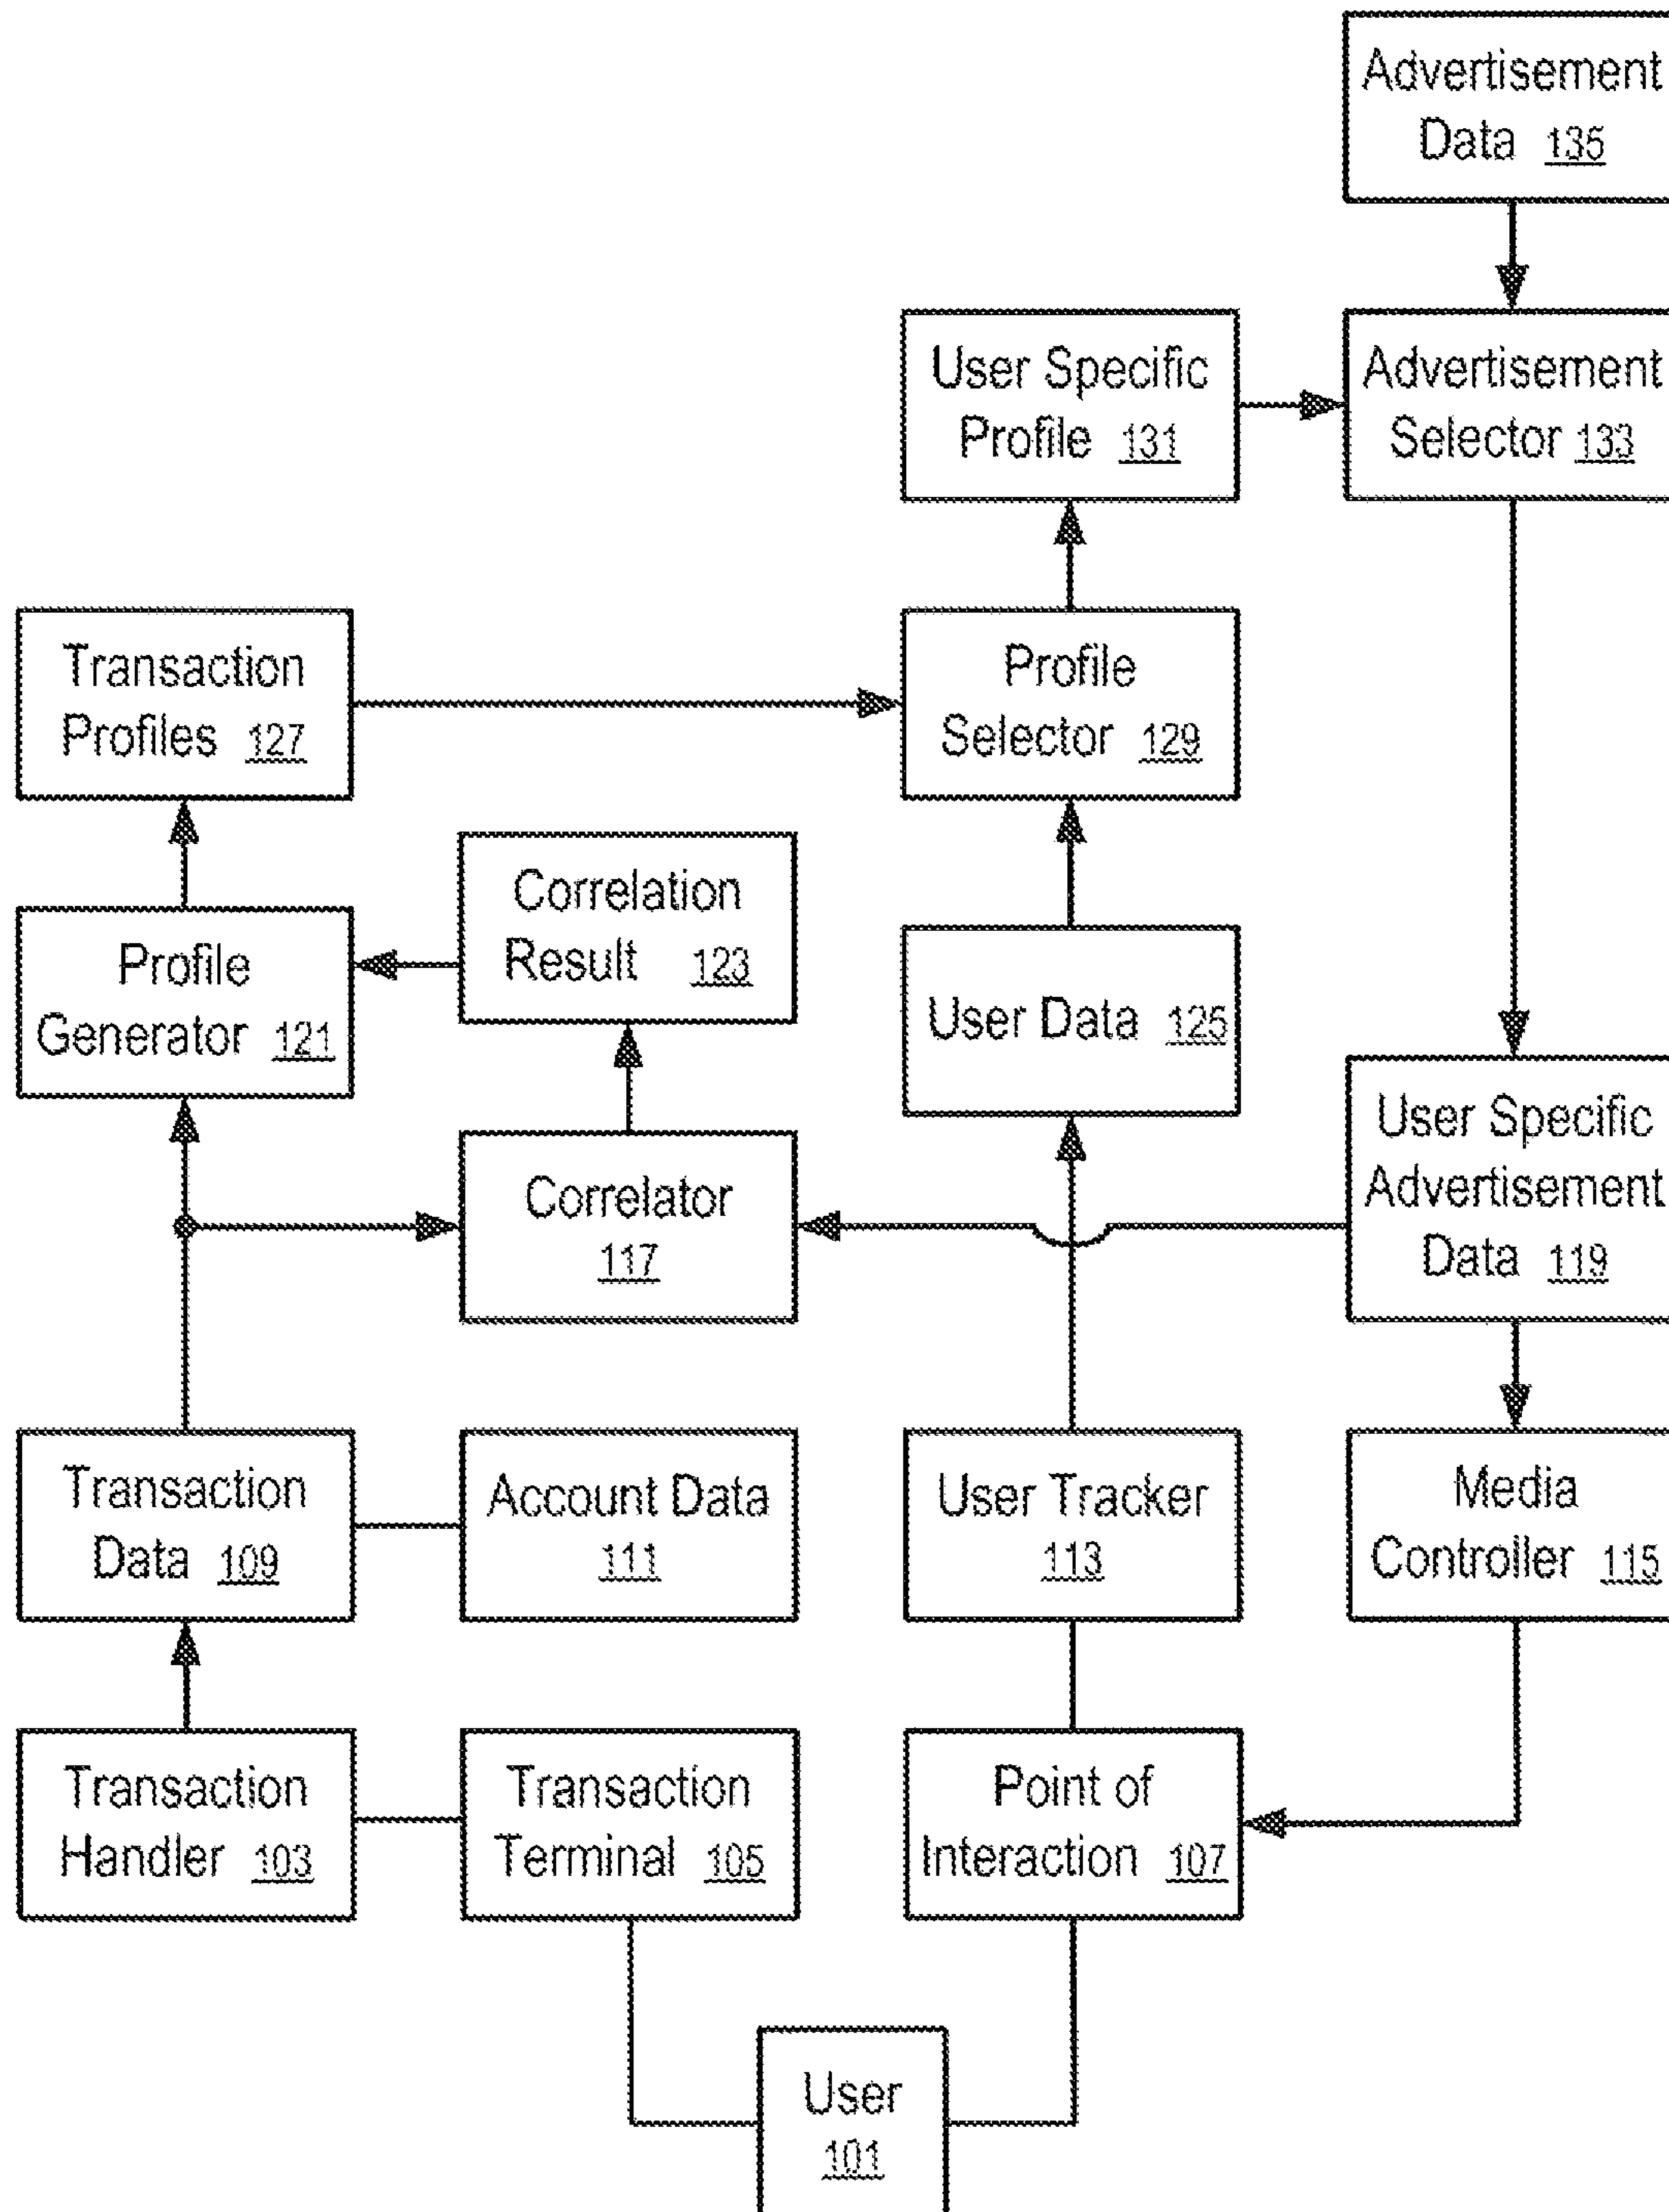 Advertisement
Data 135
User Specific
Profile 131
Advertisement
Selector 133
Transaction
Profiles 127
Profile
Selector 129
Correlation
Result 123
Profile
Generator 121
User Data 125
User Specific
Advertisement
Data 119
Correlator
117
Transaction
Data 109
Account Data
111
User Tracker
113
Media
Controller 115
Transaction
Handler 103
Transaction
Terminal 105
Point of
Interaction 107
User
101